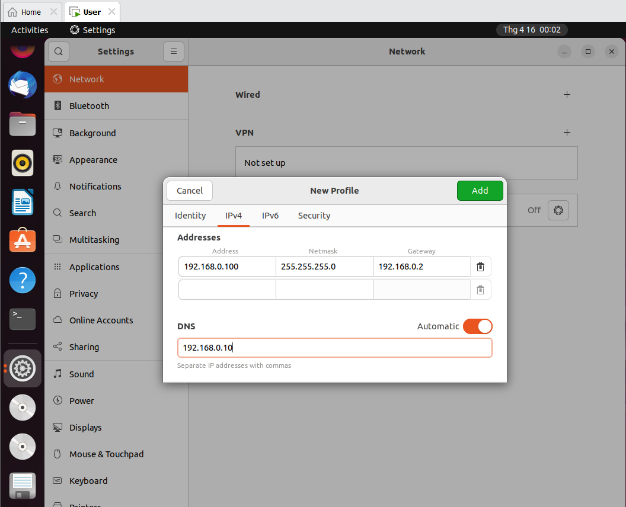 Home
User
Activities
Settings
Thg 4 16 00:02
Settings
Network
Network
Bluetooth
Background
Appearance
Notifications
Search
Multitasking
Applications
Privacy
Online Accounts
Sharing
Sound
Power
Displays
Mouse & Touchpad
Keyboard
Printers
Wired
VPN
Not set up
Off
Cancel
New Profile
Add
Identity
IPv4
IPv6
Security
Addresses
Address
Netmask
Gateway
192.168.0.100
255.255.255.0
192.168.0.2
DNS
Automatic
192.168.0.10
Separate IP addresses with commas